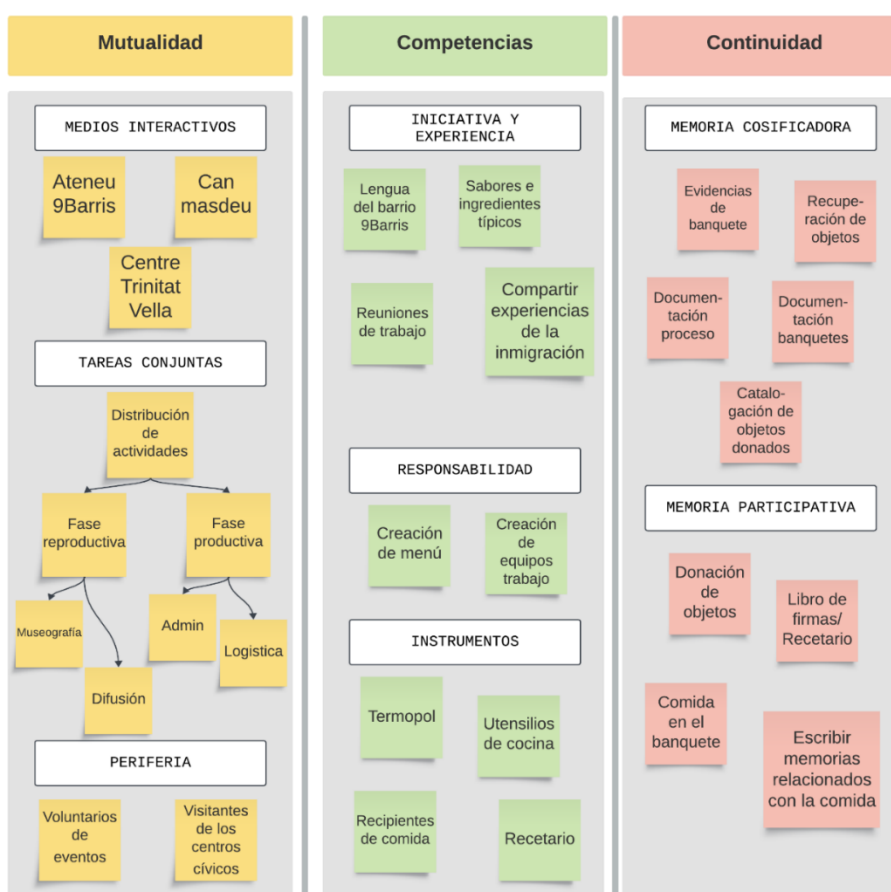 Mutualidad
MEDIOS INTERACTIVOS
Ateneu
9Barris
Can
masdeu
Centre
Trinitat
Vella
TAREAS CONJUNTAS
Distribución
de
actividades
Fase
reproductiva
Fase
productiva
Museografía
Difusión
Admin
Logistica
PERIFERIA
Voluntarios
de
eventos
Visitantes
de los
centros
cívicos
Competencias
INICIATIVA Y
EXPERIENCIA
Lengua
del barrio
9Barris
Sabores e
ingredientes
típicos
Reuniones
de trabajo
Compartir
experiencias
de la
inmigración
RESPONSABILIDAD
Creación
de menú
Creación
de
equipos
trabajo
INSTRUMENTOS
Termopol
Utensilios
de cocina
Recipientes
de comida
Recetario
Continuidad
MEMORIA COSIFICADORA
Evidencias
de
banquete
Recupe-
ración de
objetos
Documen-
tación
proceso
Documen-
tación
banquetes
Catalo-
gación de
objetos
donados
MEMORIA PARTICIPATIVA
Donación
de
objetos
Libro de
firmas/
Recetario
Comida
en el
banquete
Escribir
memorias
relacionados
con la comida